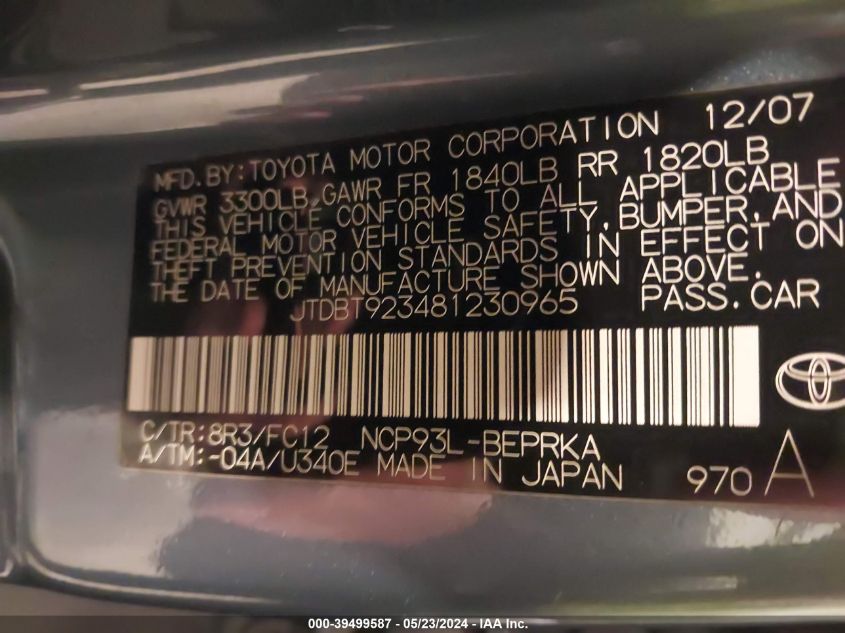 MFD.BY:TOYOTA MOTOR CORPORATION 12/07
GVWR 3300LB,GAWR FR 1840LB RR 1820LB
THIS VEHICLE CONFORMS TO ALL APPLICABLE
FEDERAL MOTOR VEHICLE SAFETY,BUMPER,AND
THEFT PREVENTION STANDARDS IN EFFECT ON
THE DATE OF MANUFACTURE SHOWN ABOVE.
JTDBT923481230965 PASS.CAR
C/TR:8R3/FC12 NCP93L-BEPRKA
A/TM:-04A/U340E MADE IN JAPAN 970 A
000-39499587 - 05/23/2024 - IAA Inc.